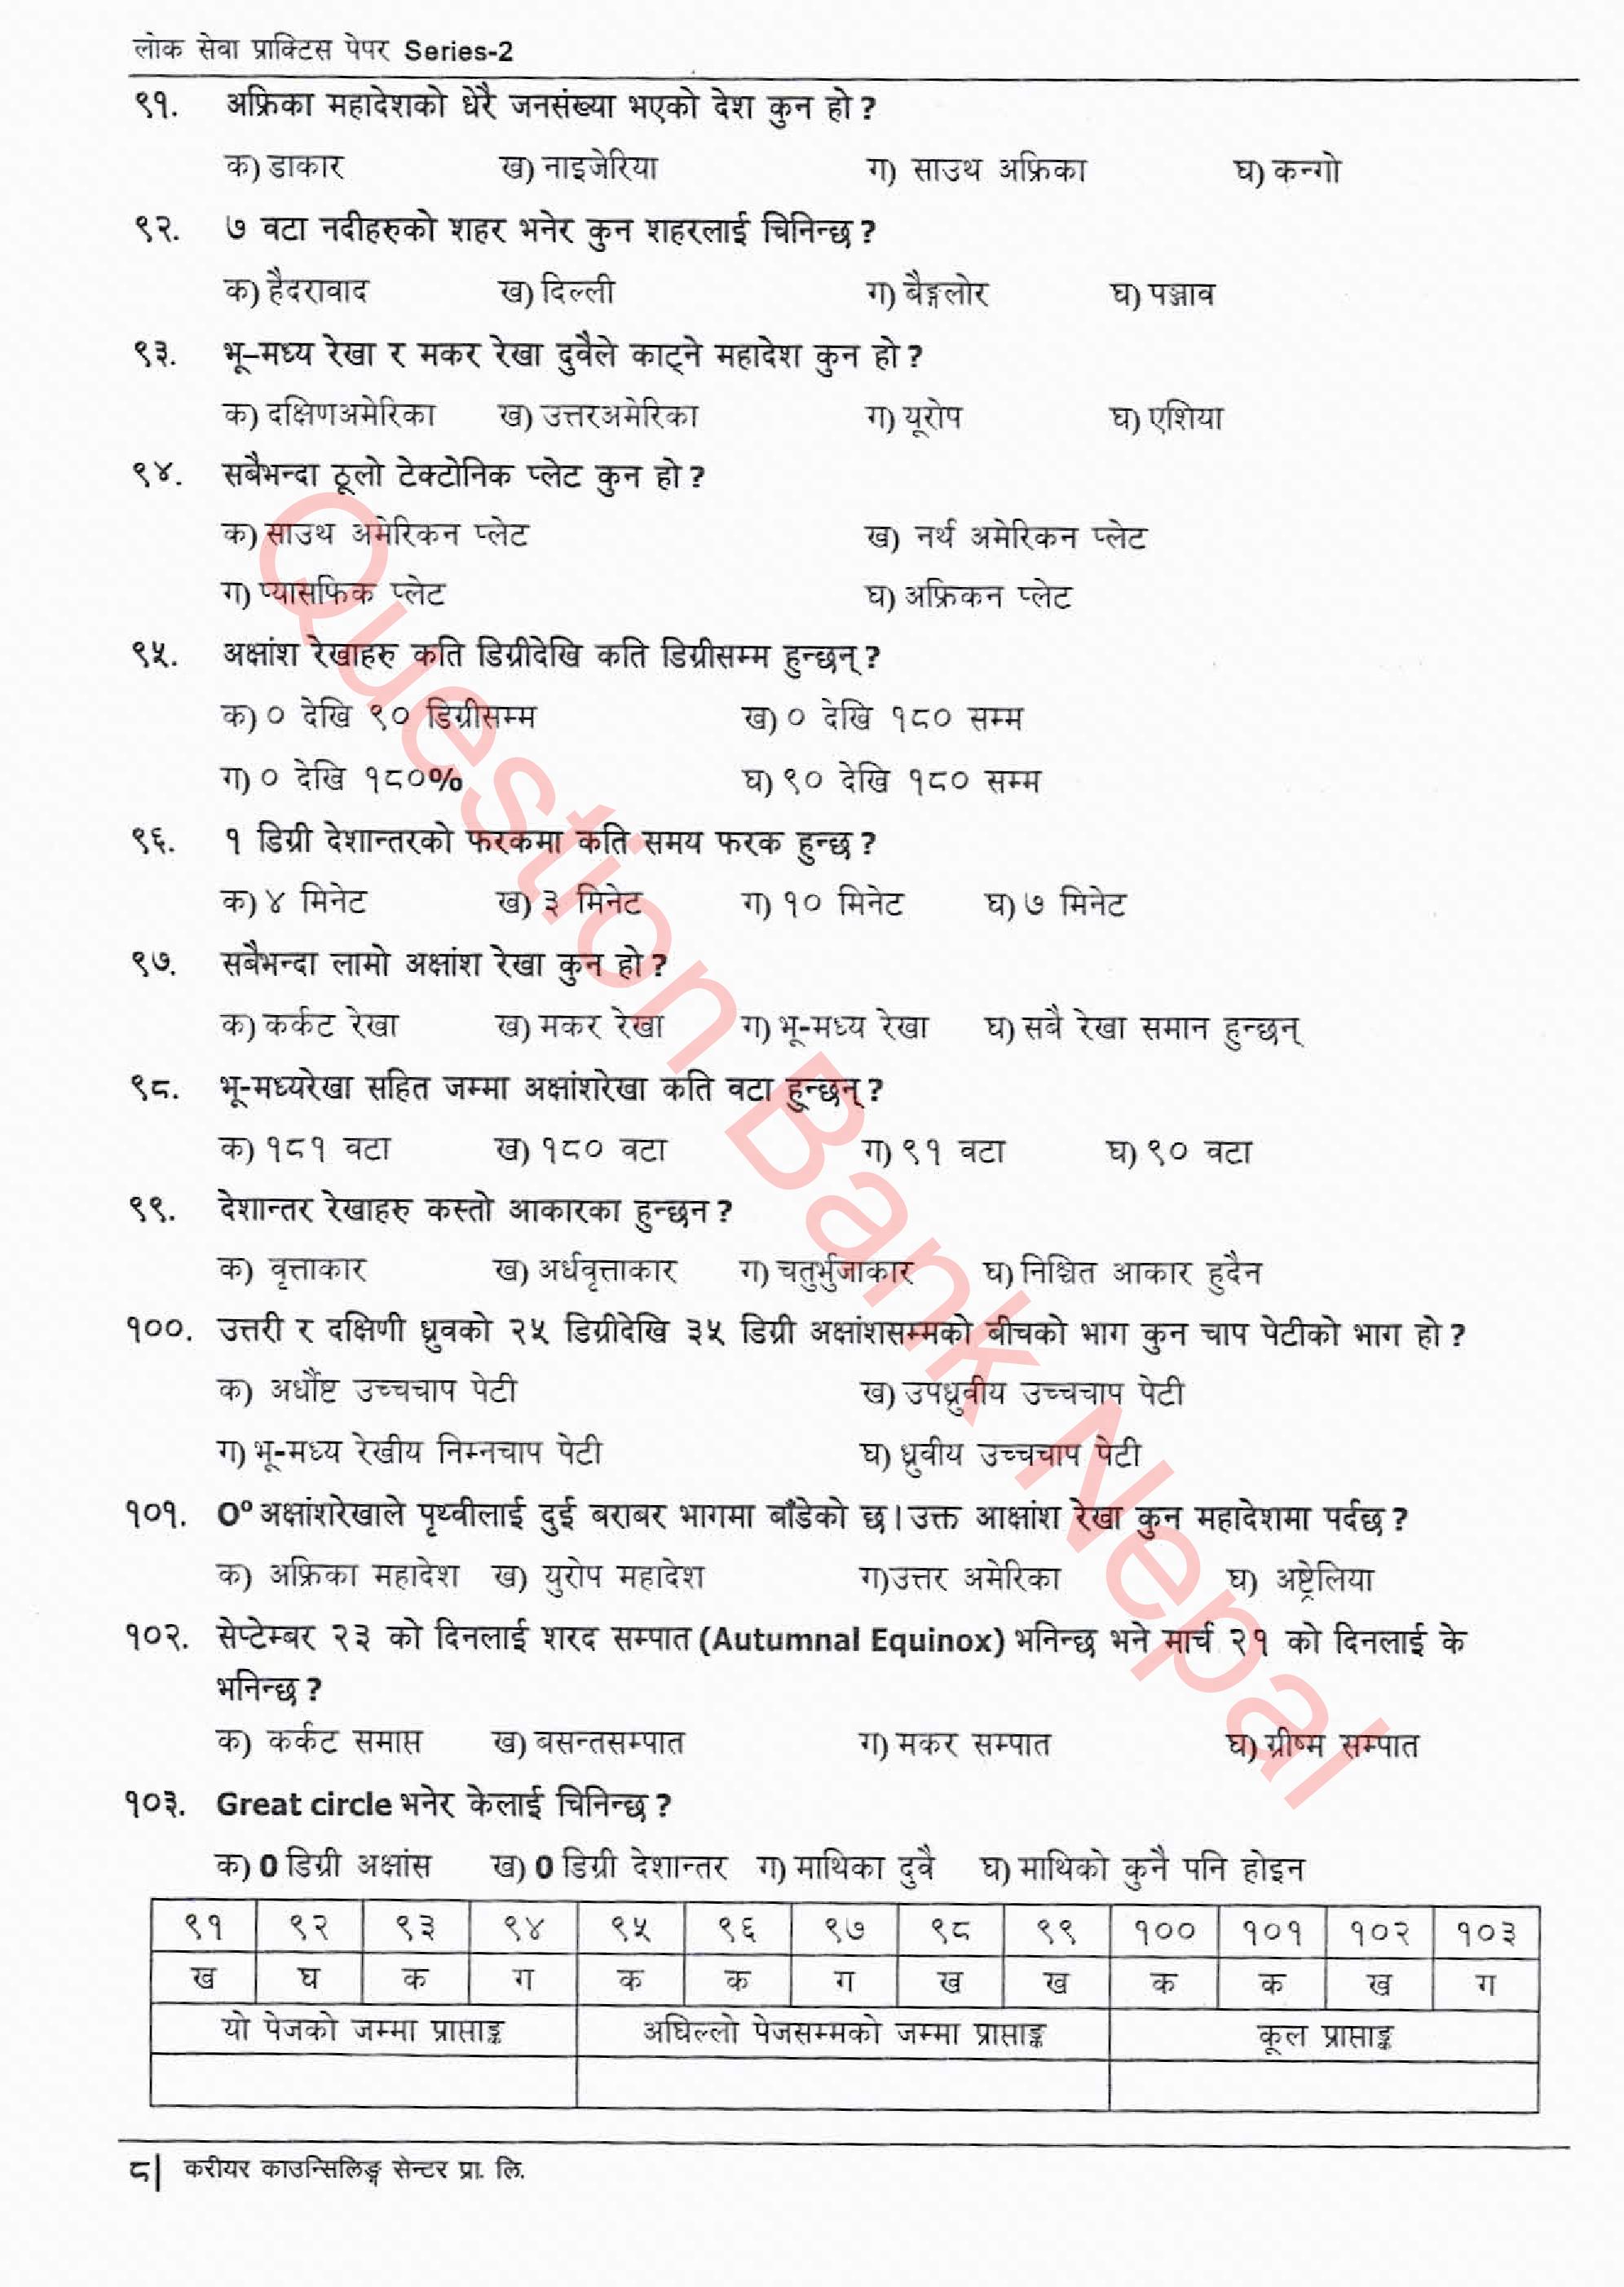 लोक सेवा प्राक्टिस पेपर Series-2
९१. अफ्रिका महादेशको धेरै जनसंख्या भएको देश कुन हो ?
क) डाकार ख) नाइजेरिया ग) साउथ अफ्रिका घ) कन्गो
९२. ७ वटा नदीहरुको शहर भनेर कुन शहरलाई चिनिन्छ ?
क) हैदरावाद ख) दिल्ली ग) बैङ्गलोर घ) पञ्जाव
९३. भू–मध्य रेखा र मकर रेखा दुवैले काट्ने महादेश कुन हो ?
क) दक्षिणअमेरिका ख) उत्तरअमेरिका ग) यूरोप घ) एशिया
९४. सबैभन्दा ठूलो टेक्टोनिक प्लेट कुन हो ?
क) साउथ अमेरिकन प्लेट ख) नर्थ अमेरिकन प्लेट
ग) प्यासफिक प्लेट घ) अफ्रिकन प्लेट
९५. अक्षांश रेखाहरु कति डिग्रीदेखि कति डिग्रीसम्म हुन्छन् ?
क) ० देखि ९० डिग्रीसम्म ख) ० देखि १८० सम्म
ग) ० देखि १८०% घ) ९० देखि १८० सम्म
९६. १ डिग्री देशान्तरको फरकमा कति समय फरक हुन्छ ?
क) ४ मिनेट ख) ३ मिनेट ग) १० मिनेट घ) ७ मिनेट
९७. सबैभन्दा लामो अक्षांश रेखा कुन हो ?
क) कर्कट रेखा ख) मकर रेखा ग) भू-मध्य रेखा घ) सबै रेखा समान हुन्छन्
९८. भू-मध्यरेखा सहित जम्मा अक्षांशरेखा कति वटा हुन्छन् ?
क) १८१ वटा ख) १८० वटा ग) ९१ वटा घ) ९० वटा
९९. देशान्तर रेखाहरु कस्तो आकारका हुन्छन ?
क) वृत्ताकार ख) अर्धवृत्ताकार ग) चतुर्भुजाकार घ) निश्चित आकार हुदैन
१००. उत्तरी र दक्षिणी ध्रुवको २५ डिग्रीदेखि ३५ डिग्री अक्षांशसम्मको बीचको भाग कुन चाप पेटीको भाग हो ?
क) अर्धौष्ट उच्चचाप पेटी ख) उपध्रुवीय उच्चचाप पेटी
ग) भू-मध्य रेखीय निम्नचाप पेटी घ) ध्रुवीय उच्चचाप पेटी
१०१. 0° अक्षांशरेखाले पृथ्वीलाई दुई बराबर भागमा बाँडेको छ। उक्त आक्षांश रेखा कुन महादेशमा पर्दछ ?
क) अफ्रिका महादेश ख) युरोप महादेश ग)उत्तर अमेरिका घ) अष्ट्रेलिया
१०२. सेप्टेम्बर २३ को दिनलाई शरद सम्पात (Autumnal Equinox) भनिन्छ भने मार्च २१ को दिनलाई के
भनिन्छ ?
क) कर्कट समाप्त ख) बसन्तसम्पात ग) मकर सम्पात घ) ग्रीष्म सम्पात
१०३. Great circle भनेर केलाई चिनिन्छ ?
क) 0 डिग्री अक्षांस ख) 0 डिग्री देशान्तर ग) माथिका दुवै घ) माथिको कुनै पनि होइन
९१ ९२ ९३ ९४ ९५ ९६ ९७ ९८ ९९ १०० १०१ १०२ १०३
ख घ क ग क क ग ख ख क क ख ग
यो पेजको जम्मा प्राप्ताङ्क अघिल्लो पेजसम्मको जम्मा प्राप्ताङ्क कूल प्राप्ताङ्क
८| करीयर काउन्सिलिङ्ग सेन्टर प्रा. लि.
Question Bank Nepal